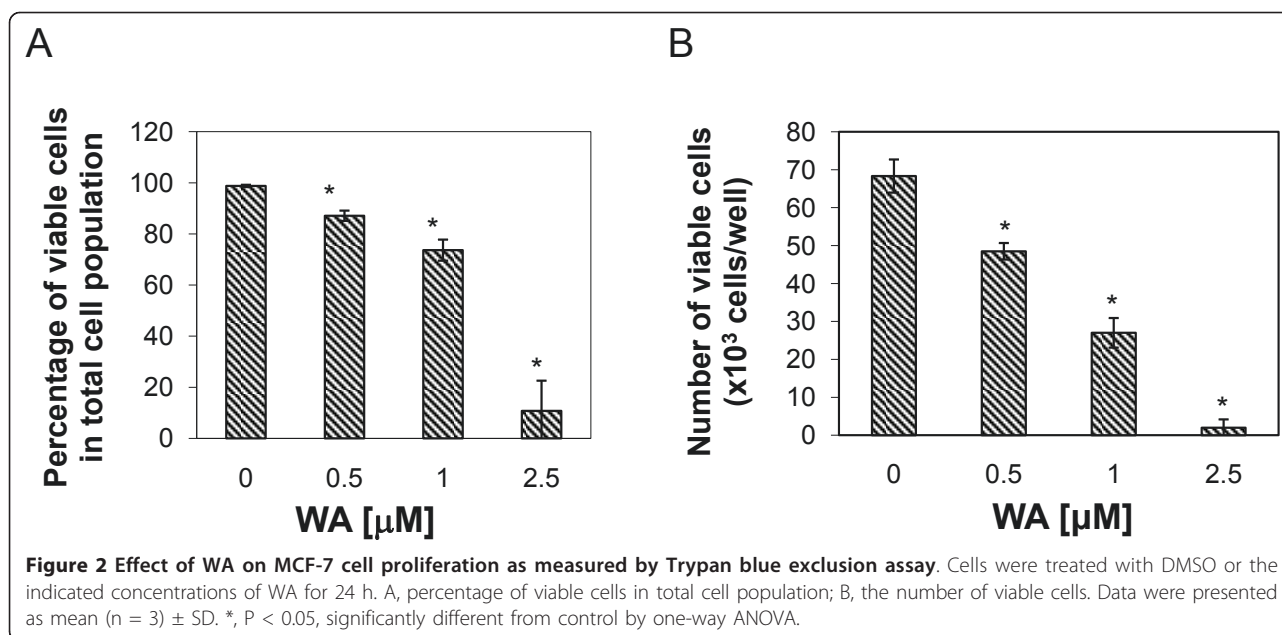 A
Percentage of viable cells
in total cell population
120
100
80
60
40
20
0
*
*
*
0 0.5 1 2.5
WA [μM]
B
Number of viable cells
(x10³ cells/well)
80
70
60
50
40
30
20
10
0
*
*
*
0 0.5 1 2.5
WA [µM]
Figure 2 Effect of WA on MCF-7 cell proliferation as measured by Trypan blue exclusion assay. Cells were treated with DMSO or the
indicated concentrations of WA for 24 h. A, percentage of viable cells in total cell population; B, the number of viable cells. Data were presented
as mean (n = 3) ± SD. *, P < 0.05, significantly different from control by one-way ANOVA.